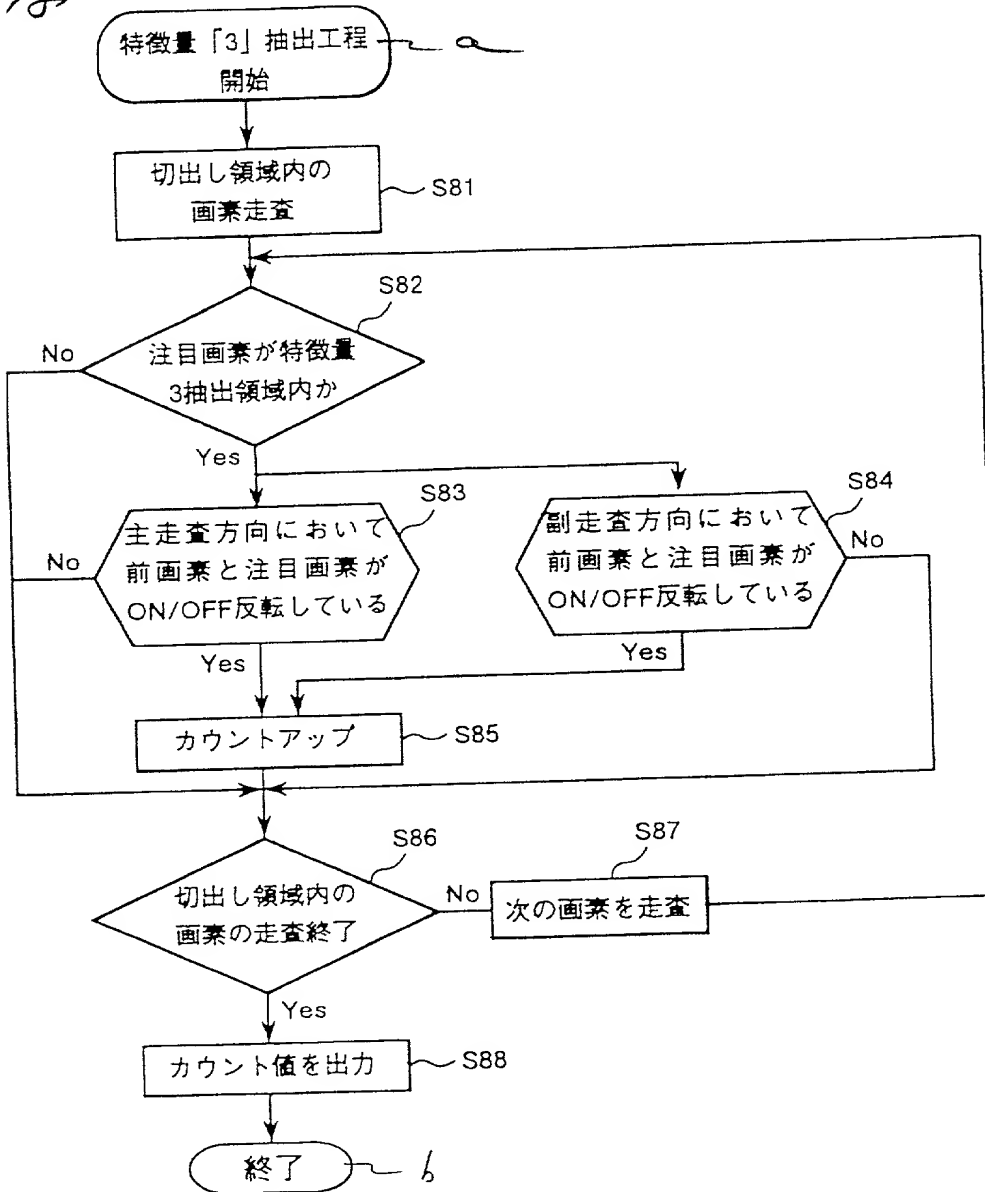 特徴量「3」抽出工程
開始
a
切出し領域内の
画素走査
S81
S82
No
注目画素が特徴量
3抽出領域内か
Yes
S83
主走査方向において
前画素と注目画素が
ON/OFF反転している
No
Yes
S84
副走査方向において
前画素と注目画素が
ON/OFF反転している
No
Yes
カウントアップ
S85
S86
切出し領域内の
画素の走査終了
No
S87
次の画素を走査
Yes
カウント値を出力
S88
終了
b